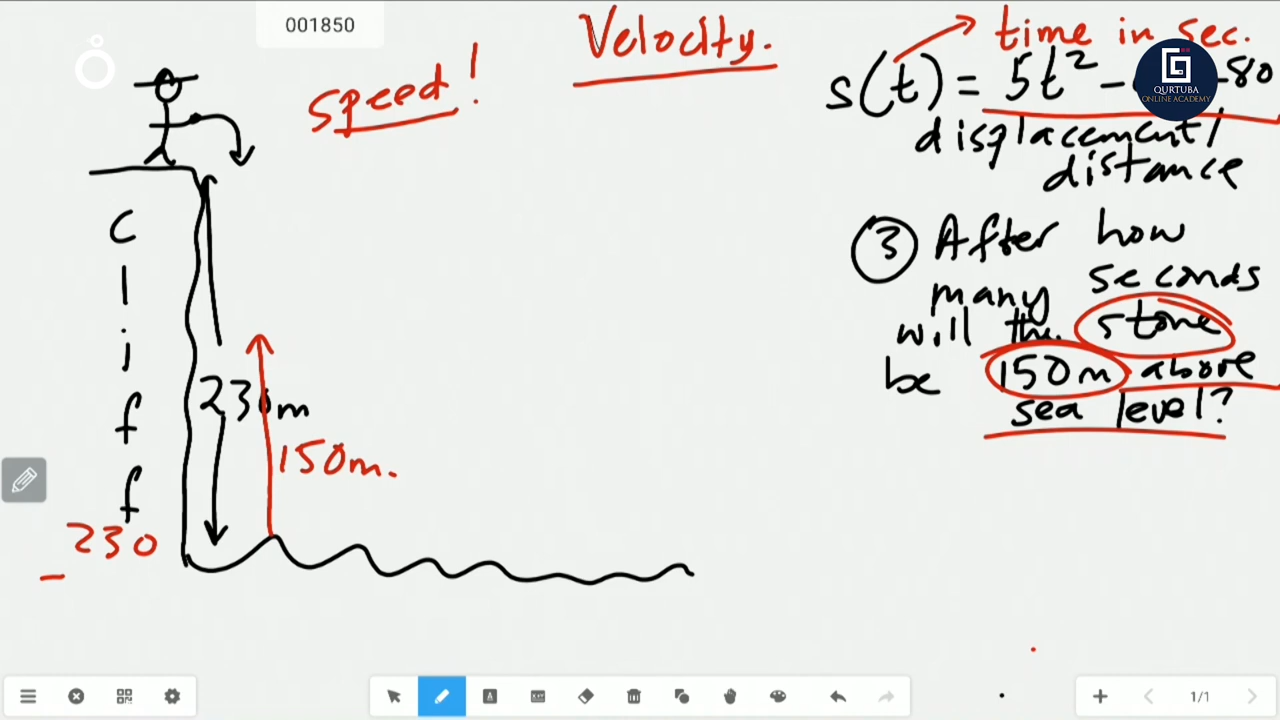 001850
Velocity.
speed!
time in sec.
s(t) = 5t² - -80
displacement/
distance
QURTUBA
ONLINE ACADEMY
③ After how
many seconds
will the stone
be 150m above
sea level?
Cliff
230m
150m.
230
-
1/1